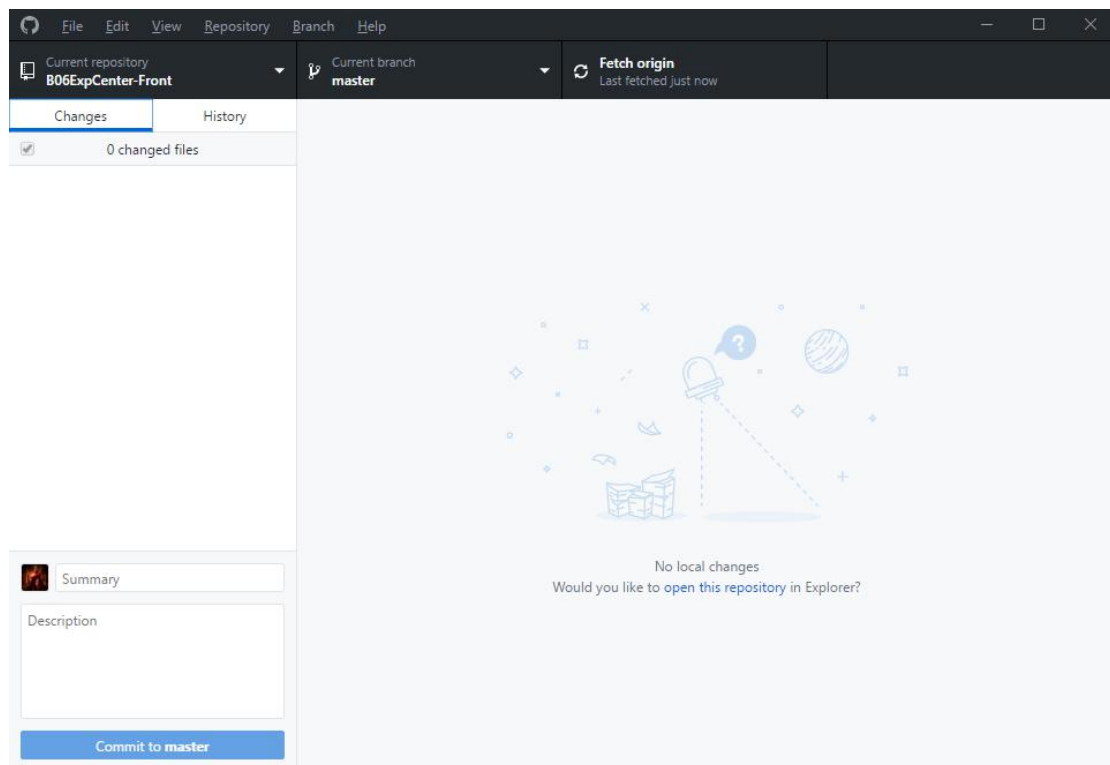 File Edit View Repository Branch Help
Current repository
B06ExpCenter-Front
Current branch
master
Fetch origin
Last fetched just now
Changes
History
0 changed files
?
No local changes
Would you like to open this repository in Explorer?
Summary
Description
Commit to master